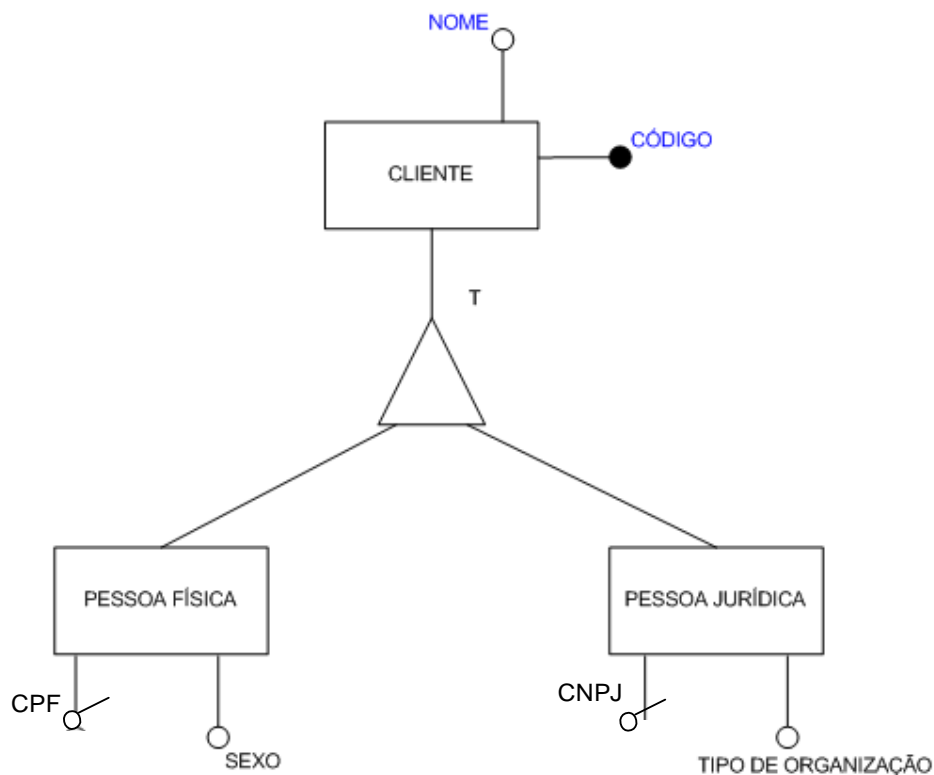 NOME
CÓDIGO
CLIENTE
T
PESSOA FÍSICA
PESSOA JURÍDICA
CPF
CNPJ
SEXO
TIPO DE ORGANIZAÇÃO